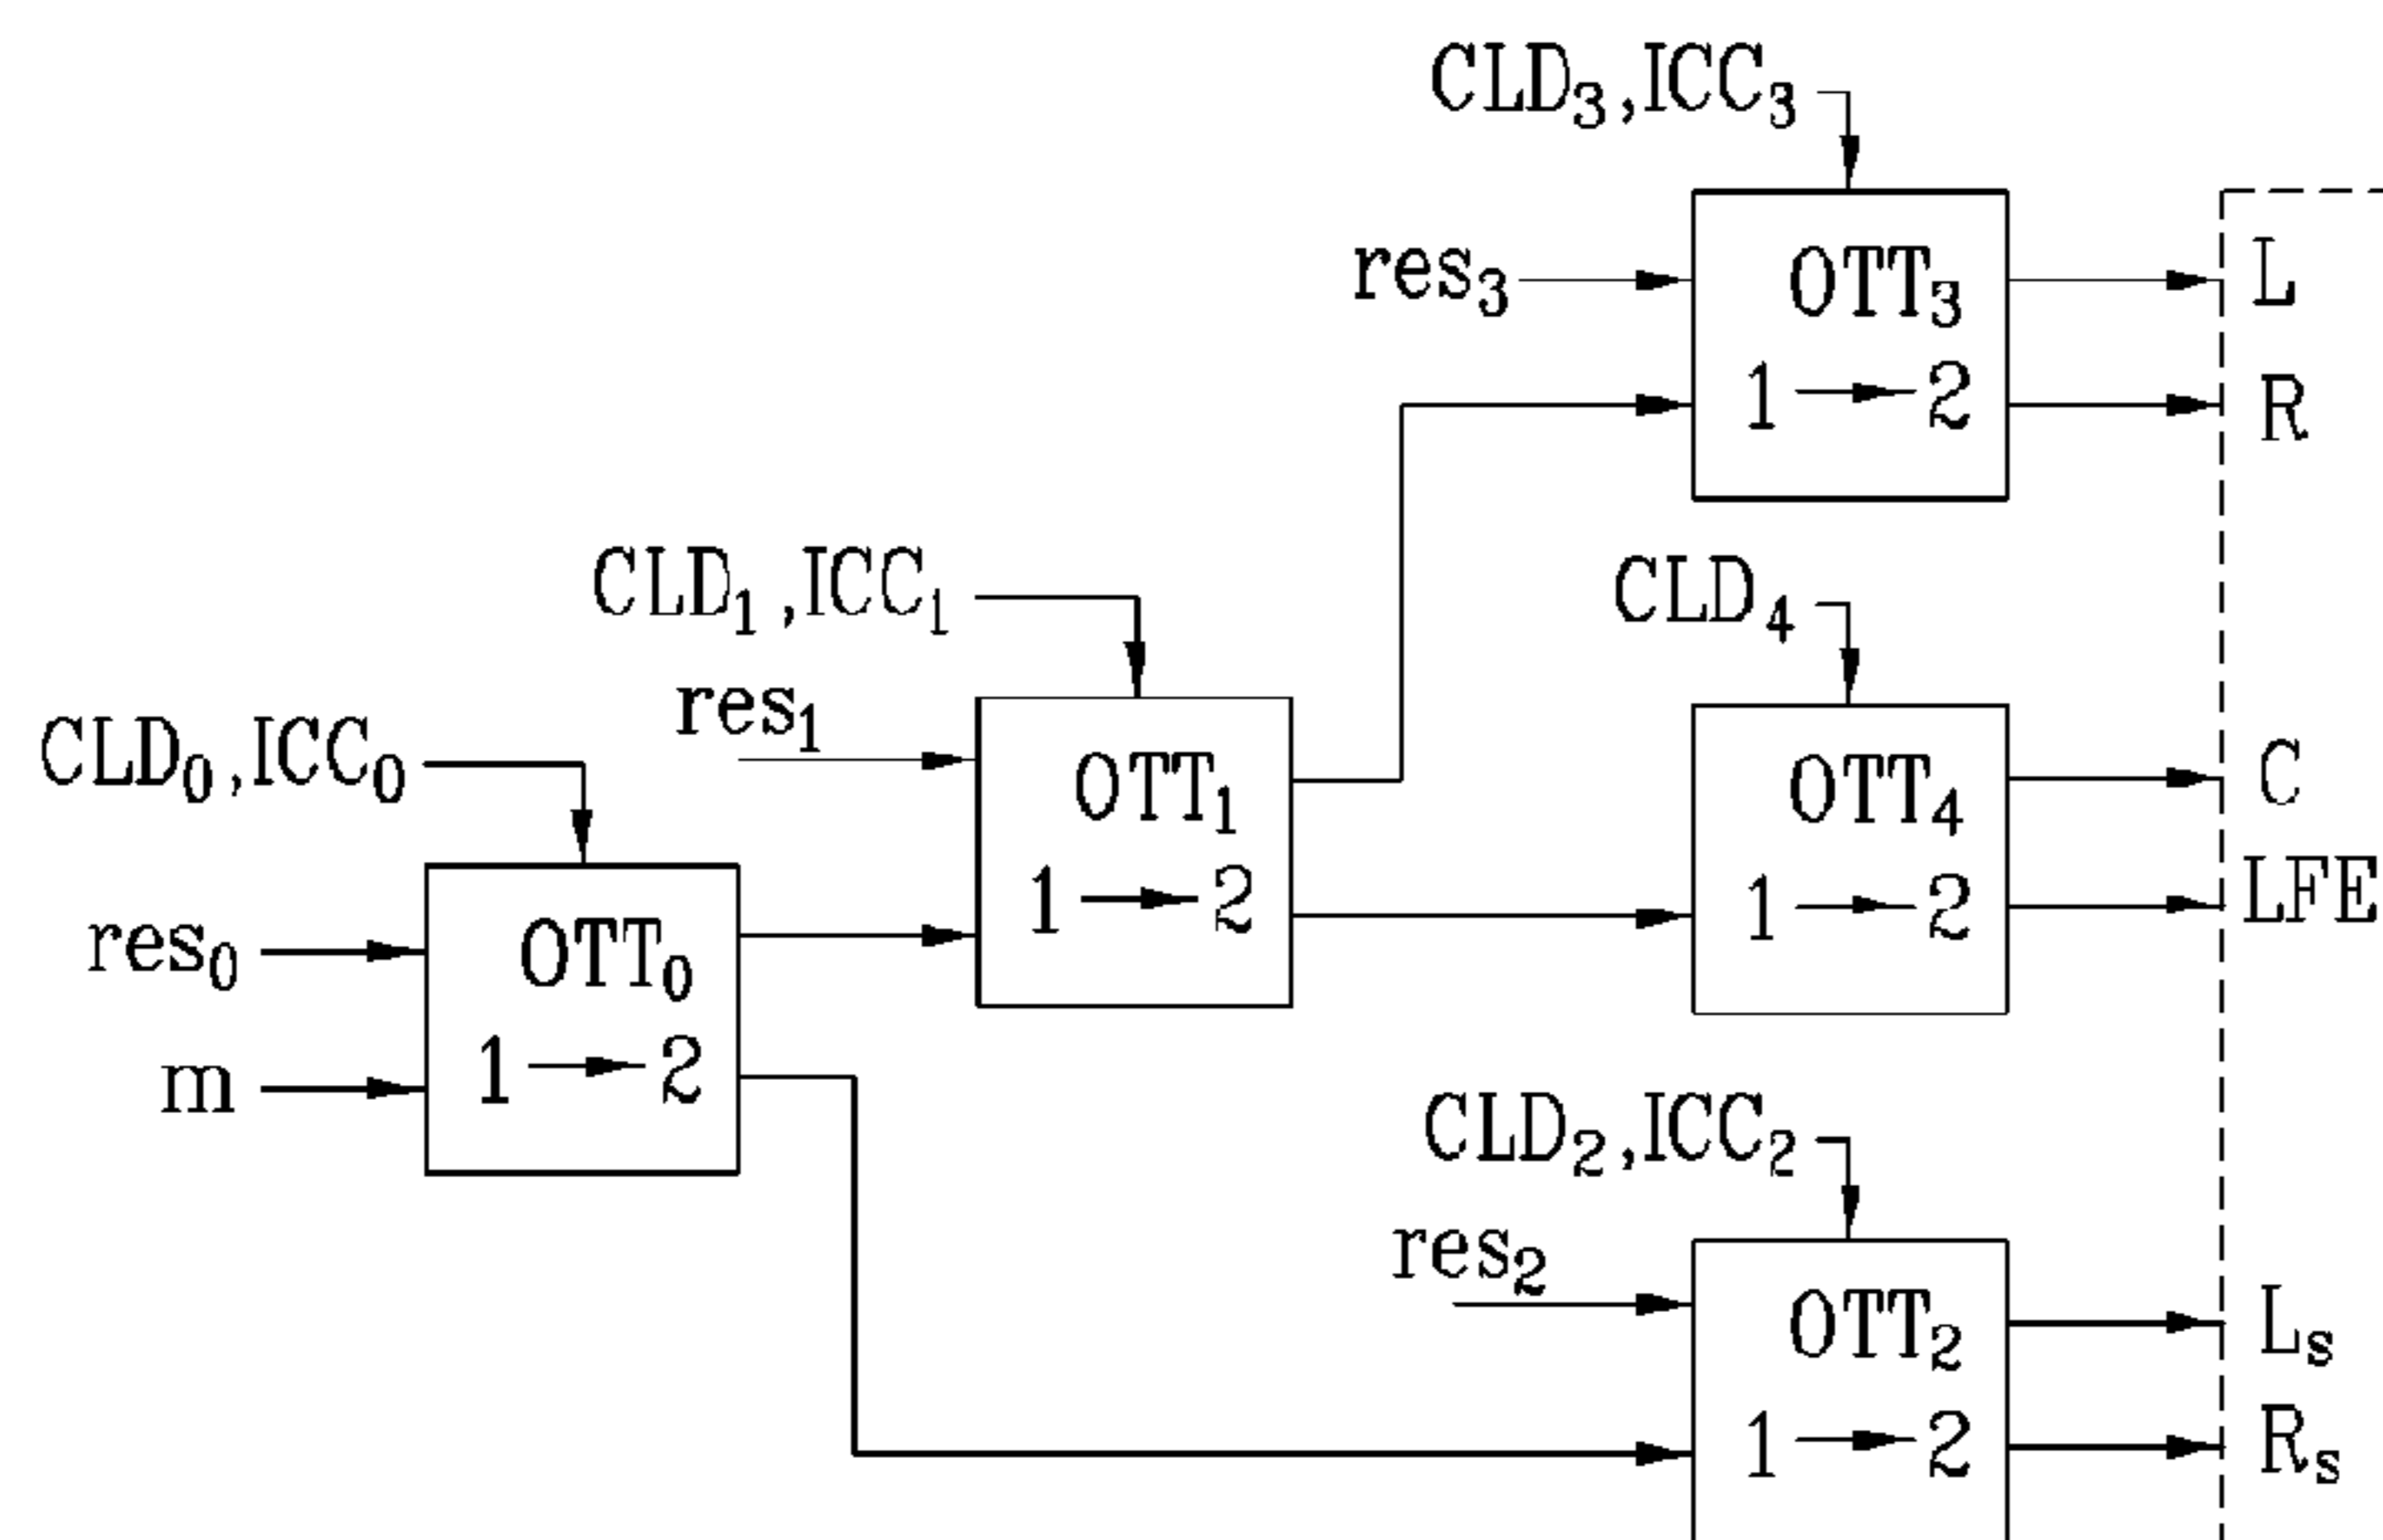 CLD₃,ICC₃
res₃
OTT₃
1 → 2
L
R
CLD₁,ICC₁
res₁
OTT₁
1 → 2
CLD₄
OTT₄
1 → 2
C
LFE
CLD₀,ICC₀
res₀
m
OTT₀
1 → 2
CLD₂,ICC₂
res₂
OTT₂
1 → 2
Lₛ
Rₛ